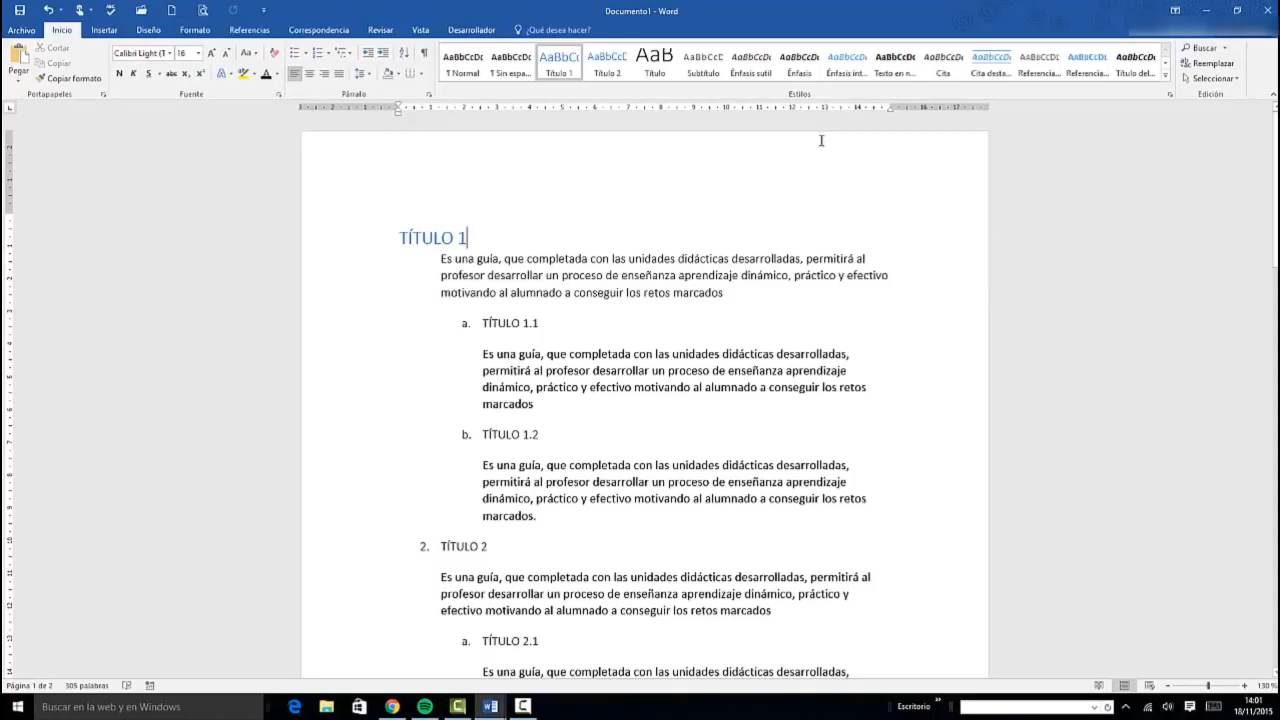 Documento1 - Word
Archivo Inicio Insertar Diseño Formato Referencias Correspondencia Revisar Vista Desarrollador ¿Qué desea hacer?
Pegar
Cortar
Copiar
Copiar formato
Portapapeles
Calibri Light (T 16
Fuente
Párrafo
AaBbCcDc AaBbCcDc AaBbCc AaBbCcC AaB AaBbCcD AaBbCcDc AaBbCcDc AaBbCcDc AaBbCcDc AaBbCcDc AaBbCcDc AaBbCcDc AaBbCcDc AaBbCcDc
¶ Normal ¶ Sin espa... Título 1 Título 2 Título Subtítulo Énfasis sutil Énfasis Énfasis int... Texto en n... Cita Cita desta... Referencia... Referencia... Título del...
Estilos
Buscar
Reemplazar
Seleccionar
Edición
TÍTULO 1
Es una guía, que completada con las unidades didácticas desarrolladas, permitirá al
profesor desarrollar un proceso de enseñanza aprendizaje dinámico, práctico y efectivo
motivando al alumnado a conseguir los retos marcados
a. TÍTULO 1.1
Es una guía, que completada con las unidades didácticas desarrolladas,
permitirá al profesor desarrollar un proceso de enseñanza aprendizaje
dinámico, práctico y efectivo motivando al alumnado a conseguir los retos
marcados
b. TÍTULO 1.2
Es una guía, que completada con las unidades didácticas desarrolladas,
permitirá al profesor desarrollar un proceso de enseñanza aprendizaje
dinámico, práctico y efectivo motivando al alumnado a conseguir los retos
marcados.
2. TÍTULO 2
Es una guía, que completada con las unidades didácticas desarrolladas, permitirá al
profesor desarrollar un proceso de enseñanza aprendizaje dinámico, práctico y
efectivo motivando al alumnado a conseguir los retos marcados
a. TÍTULO 2.1
Es una guía, que completada con las unidades didácticas desarrolladas,
Página 1 de 2 305 palabras 130 %
Buscar en la web y en Windows
Escritorio
14:01
18/11/2015